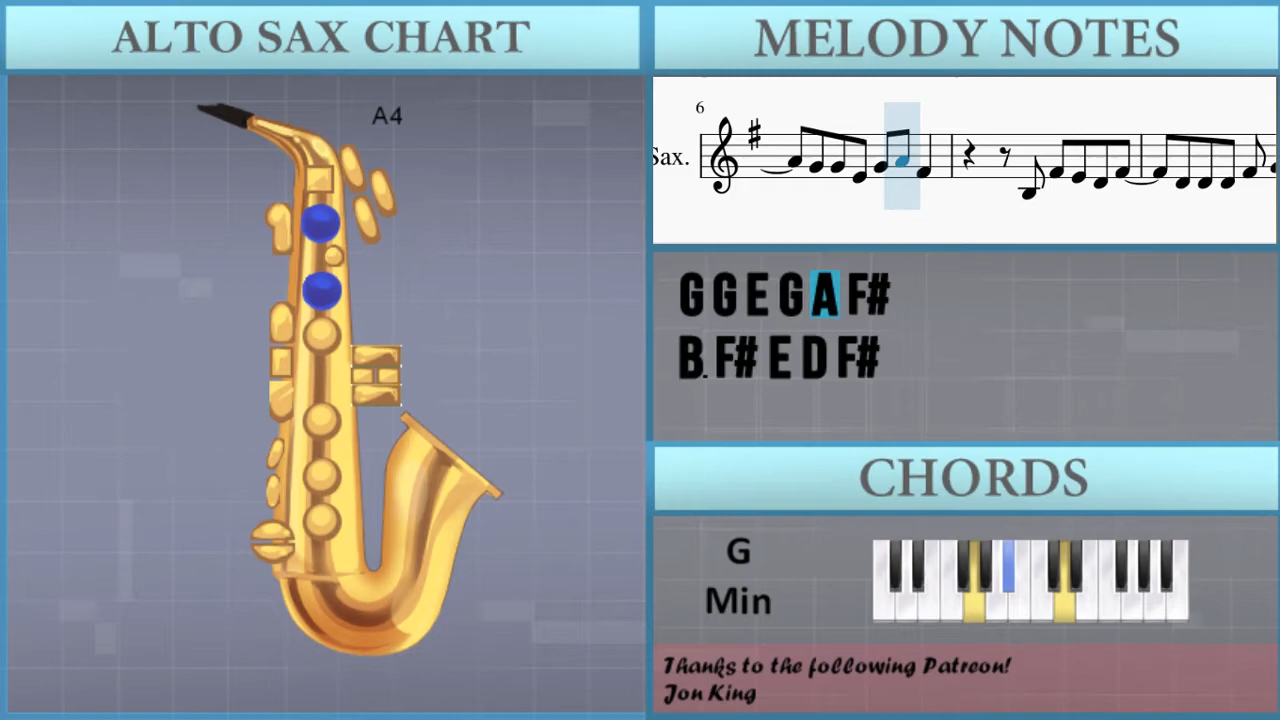 ALTO SAX CHART
A4
MELODY NOTES
6
Sax.
G G E G A F#
B. F# E D F#
CHORDS
G
Min
Thanks to the following Patreon!
Jon King